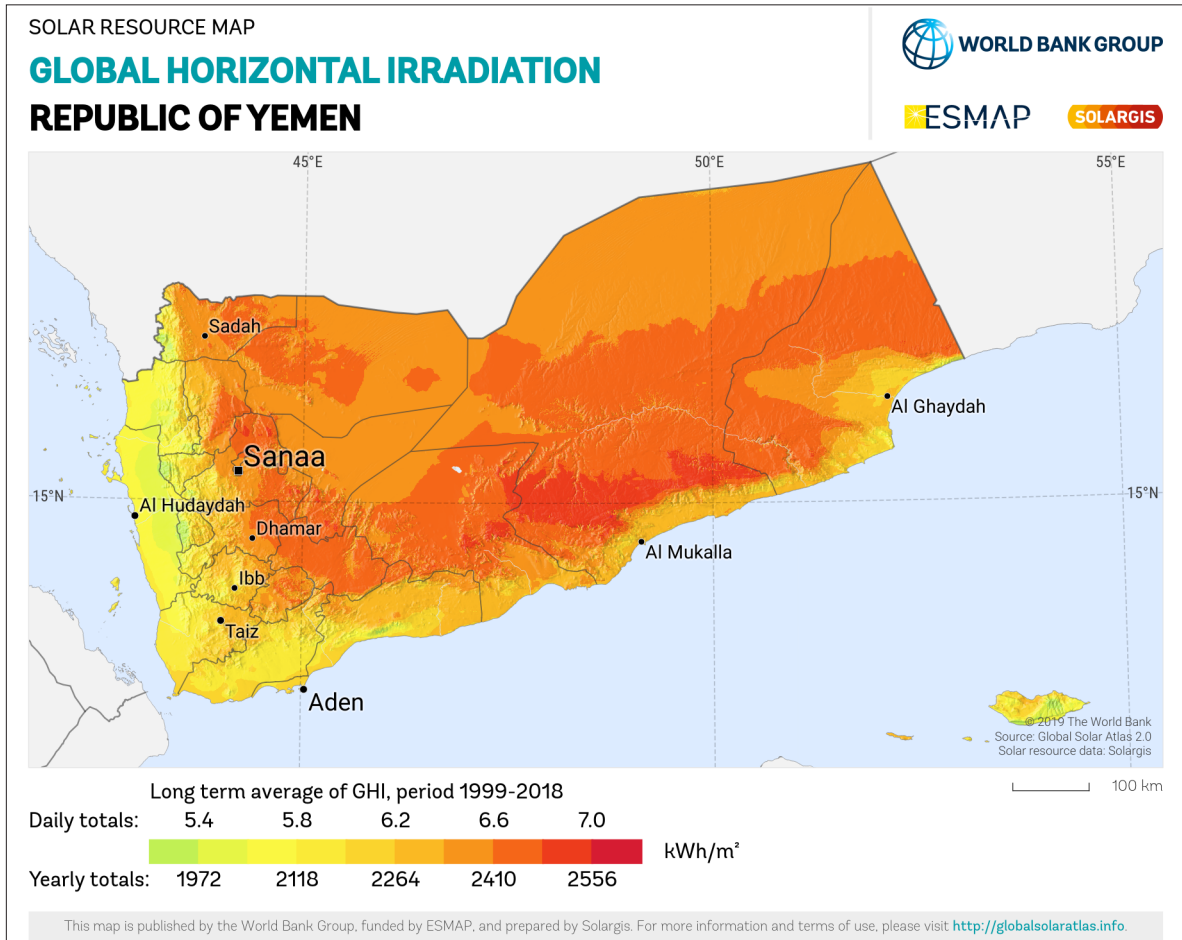 SOLAR RESOURCE MAP
GLOBAL HORIZONTAL IRRADIATION
REPUBLIC OF YEMEN
WORLD BANK GROUP
ESMAP
SOLARGIS
45°E
50°E
55°E
Sadah
Al Ghaydah
Sanaa
15°N
15°N
Al Hudaydah
Dhamar
Al Mukalla
Ibb
Taiz
Aden
© 2019 The World Bank
Source: Global Solar Atlas 2.0
Solar resource data: Solargis
100 km
Long term average of GHI, period 1999-2018
Daily totals: 5.4 5.8 6.2 6.6 7.0
kWh/m²
Yearly totals: 1972 2118 2264 2410 2556
This map is published by the World Bank Group, funded by ESMAP, and prepared by Solargis. For more information and terms of use, please visit http://globalsolaratlas.info.